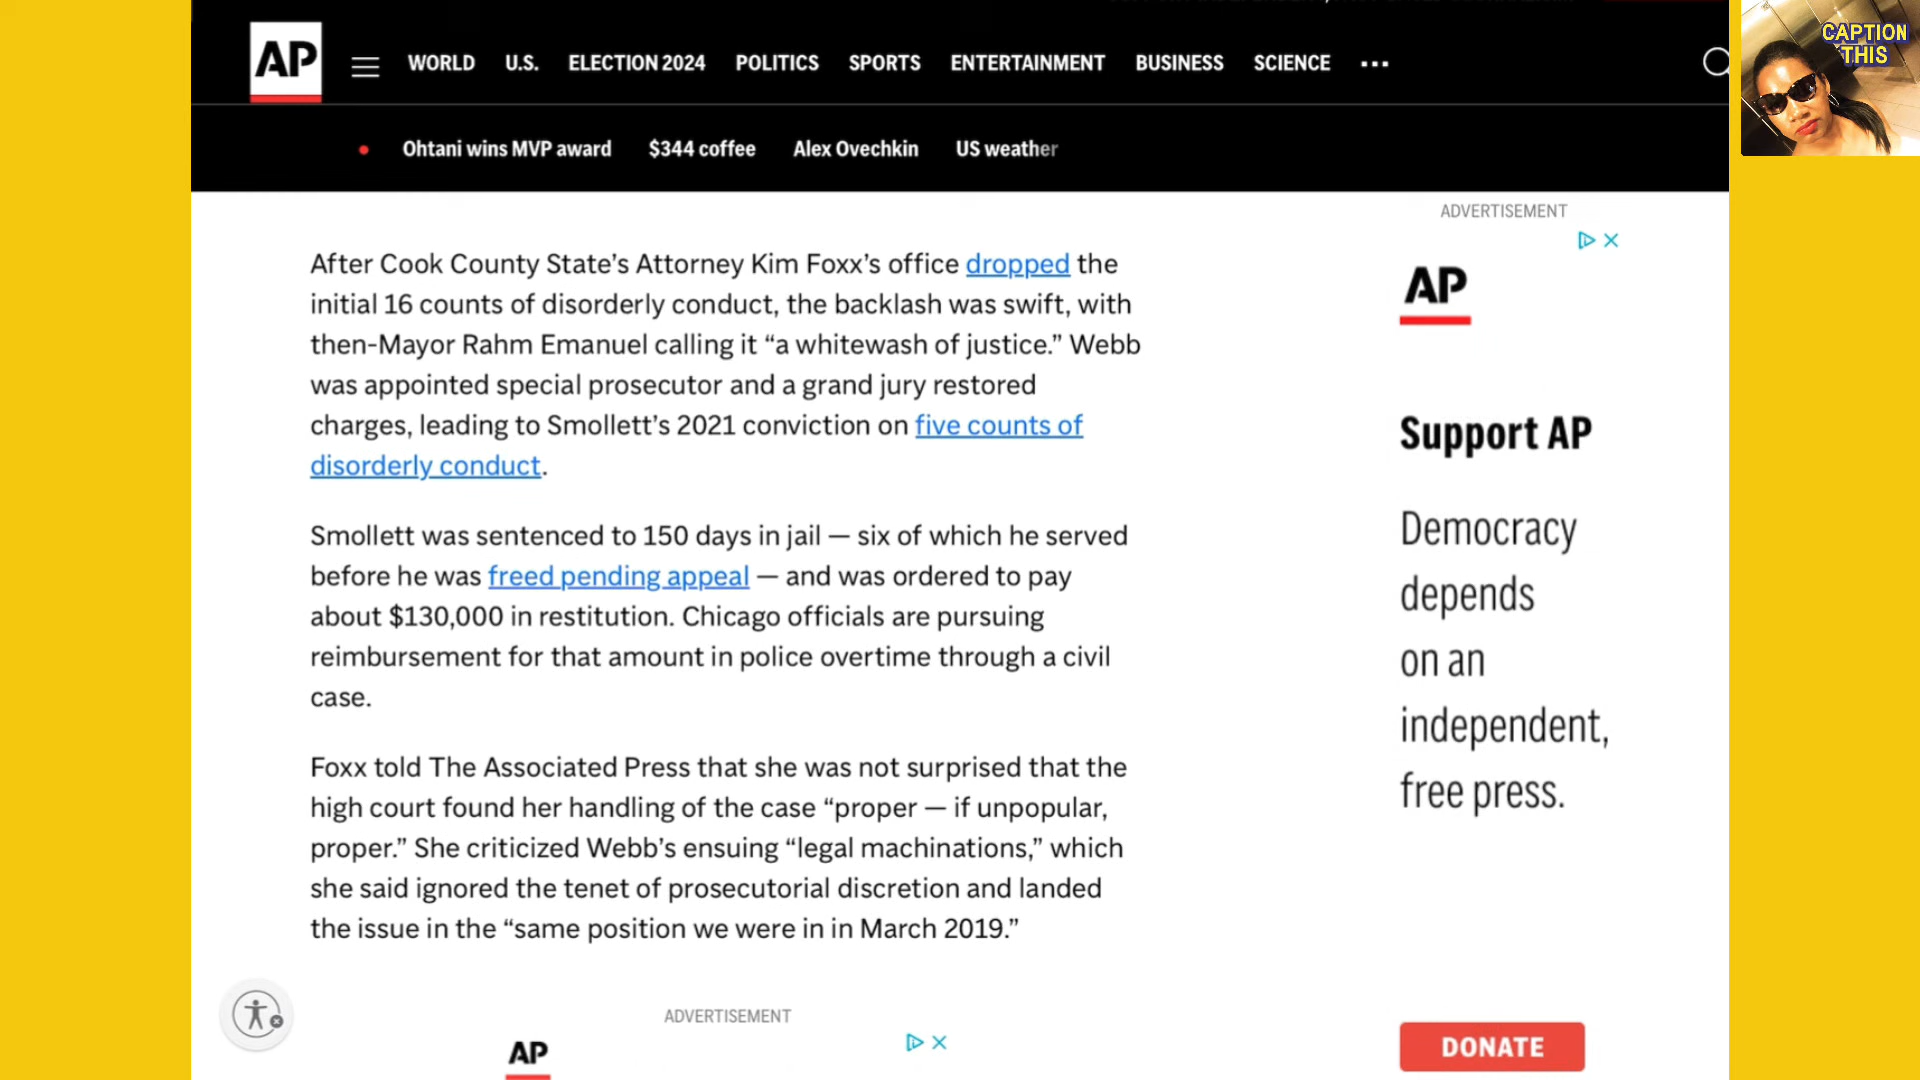 AP
WORLD U.S. ELECTION 2024 POLITICS SPORTS ENTERTAINMENT BUSINESS SCIENCE
CAPTION
THIS
Ohtani wins MVP award $344 coffee Alex Ovechkin US weather
ADVERTISEMENT
After Cook County State’s Attorney Kim Foxx’s office dropped the
initial 16 counts of disorderly conduct, the backlash was swift, with
then-Mayor Rahm Emanuel calling it “a whitewash of justice.” Webb
was appointed special prosecutor and a grand jury restored
charges, leading to Smollett’s 2021 conviction on five counts of
disorderly conduct.
Smollett was sentenced to 150 days in jail — six of which he served
before he was freed pending appeal — and was ordered to pay
about $130,000 in restitution. Chicago officials are pursuing
reimbursement for that amount in police overtime through a civil
case.
Foxx told The Associated Press that she was not surprised that the
high court found her handling of the case “proper — if unpopular,
proper.” She criticized Webb’s ensuing “legal machinations,” which
she said ignored the tenet of prosecutorial discretion and landed
the issue in the “same position we were in in March 2019.”
AP
Support AP
Democracy
depends
on an
independent,
free press.
DONATE
ADVERTISEMENT
AP